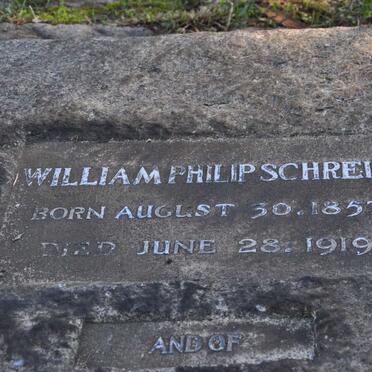 WILLIAM PHILIP SCHREI
BORN AUGUST 30. 185
DIED JUNE 28. 1919
AND OF